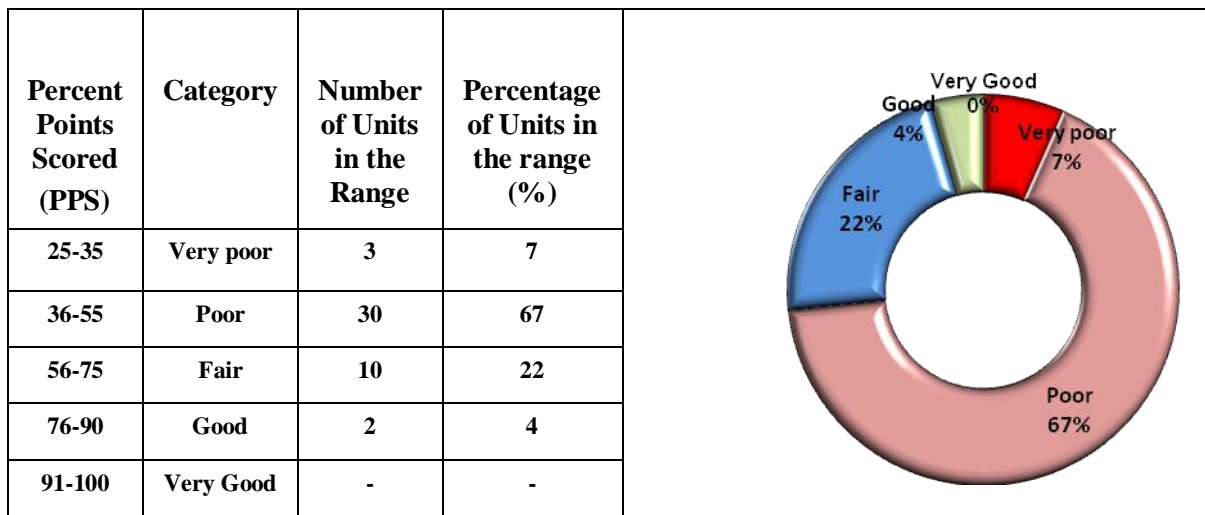 Percent Points Scored (PPS)
Category
Number of Units in the Range
Percentage of Units in the range (%)
25-35 Very poor 3 7
36-55 Poor 30 67
56-75 Fair 10 22
76-90 Good 2 4
91-100 Very Good - -
Very Good
0%
Good
4%
Very poor
7%
Fair
22%
Poor
67%